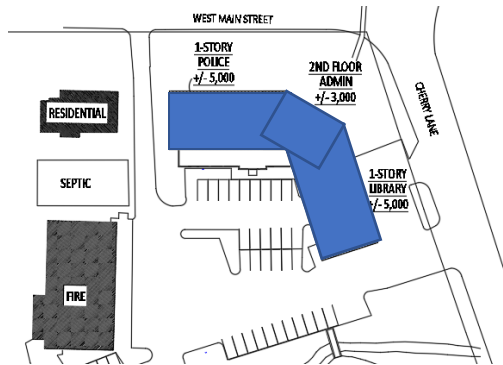 WEST MAIN STREET
1-STORY
POLICE
+/- 5,000
2ND FLOOR
ADMIN
+/- 3,000
CHERRY LANE
RESIDENTIAL
SEPTIC
1-STORY
LIBRARY
+/- 5,000
FIRE